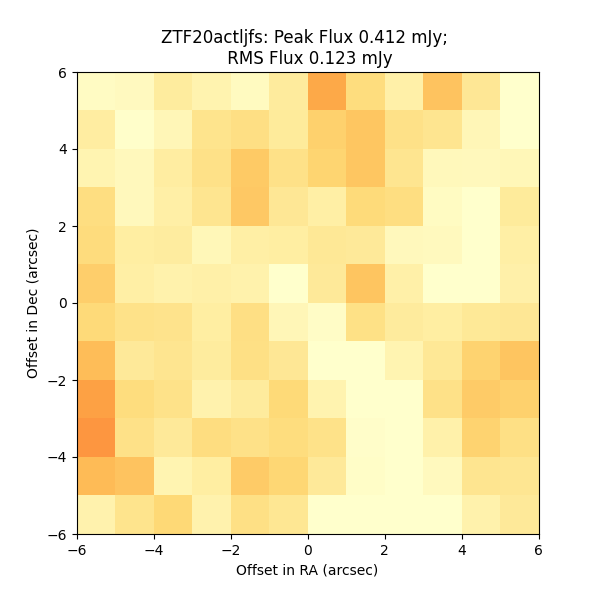 ZTF20actljfs: Peak Flux 0.412 mJy;
RMS Flux 0.123 mJy
6
4
2
0
−2
−4
−6
Offset in Dec (arcsec)
−6 −4 −2 0 2 4 6
Offset in RA (arcsec)